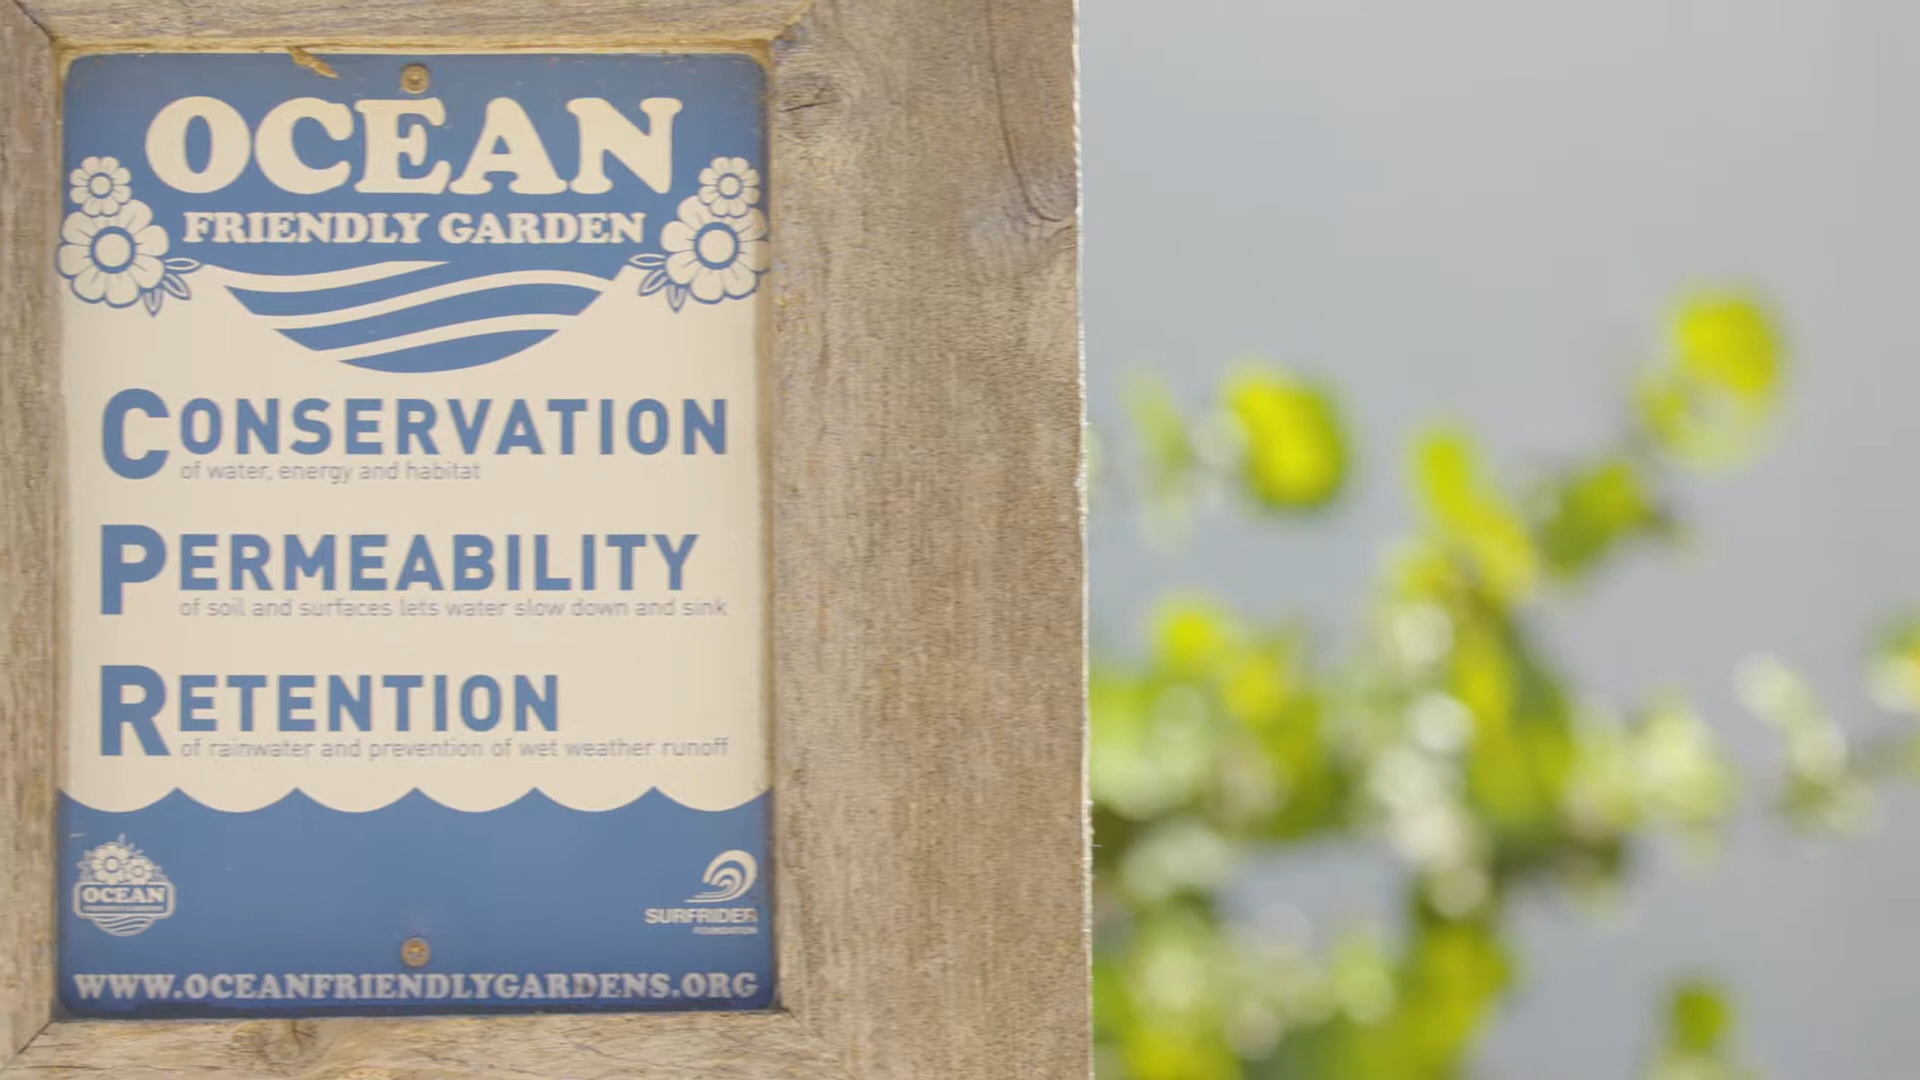 OCEAN
FRIENDLY GARDEN
CONSERVATION
of water, energy and habitat
PERMEABILITY
of soil and surfaces lets water slow down and sink
RETENTION
of rainwater and prevention of wet weather runoff
OCEAN
SURFRIDER
FOUNDATION
WWW.OCEANFRIENDLYGARDENS.ORG